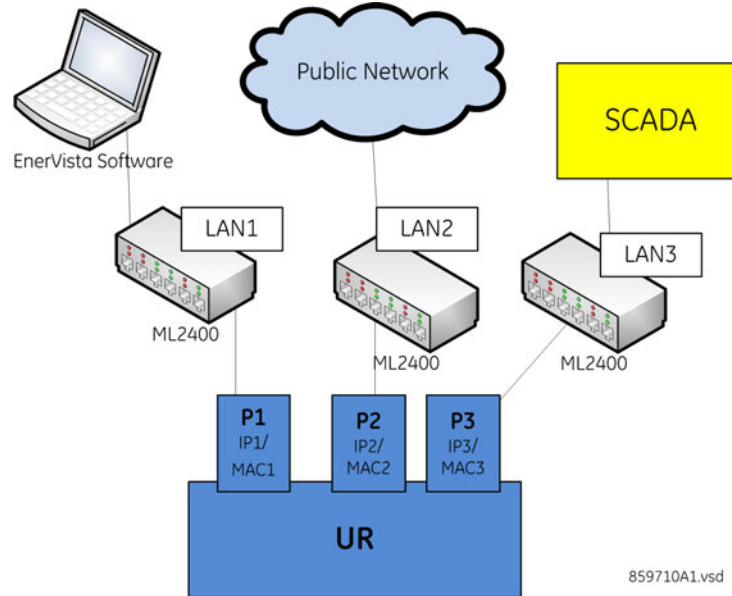 Public Network
SCADA
EnerVista Software
LAN1
LAN2
LAN3
ML2400
ML2400
ML2400
P1
IP1/
MAC1
P2
IP2/
MAC2
P3
IP3/
MAC3
UR
859710A1.vsd